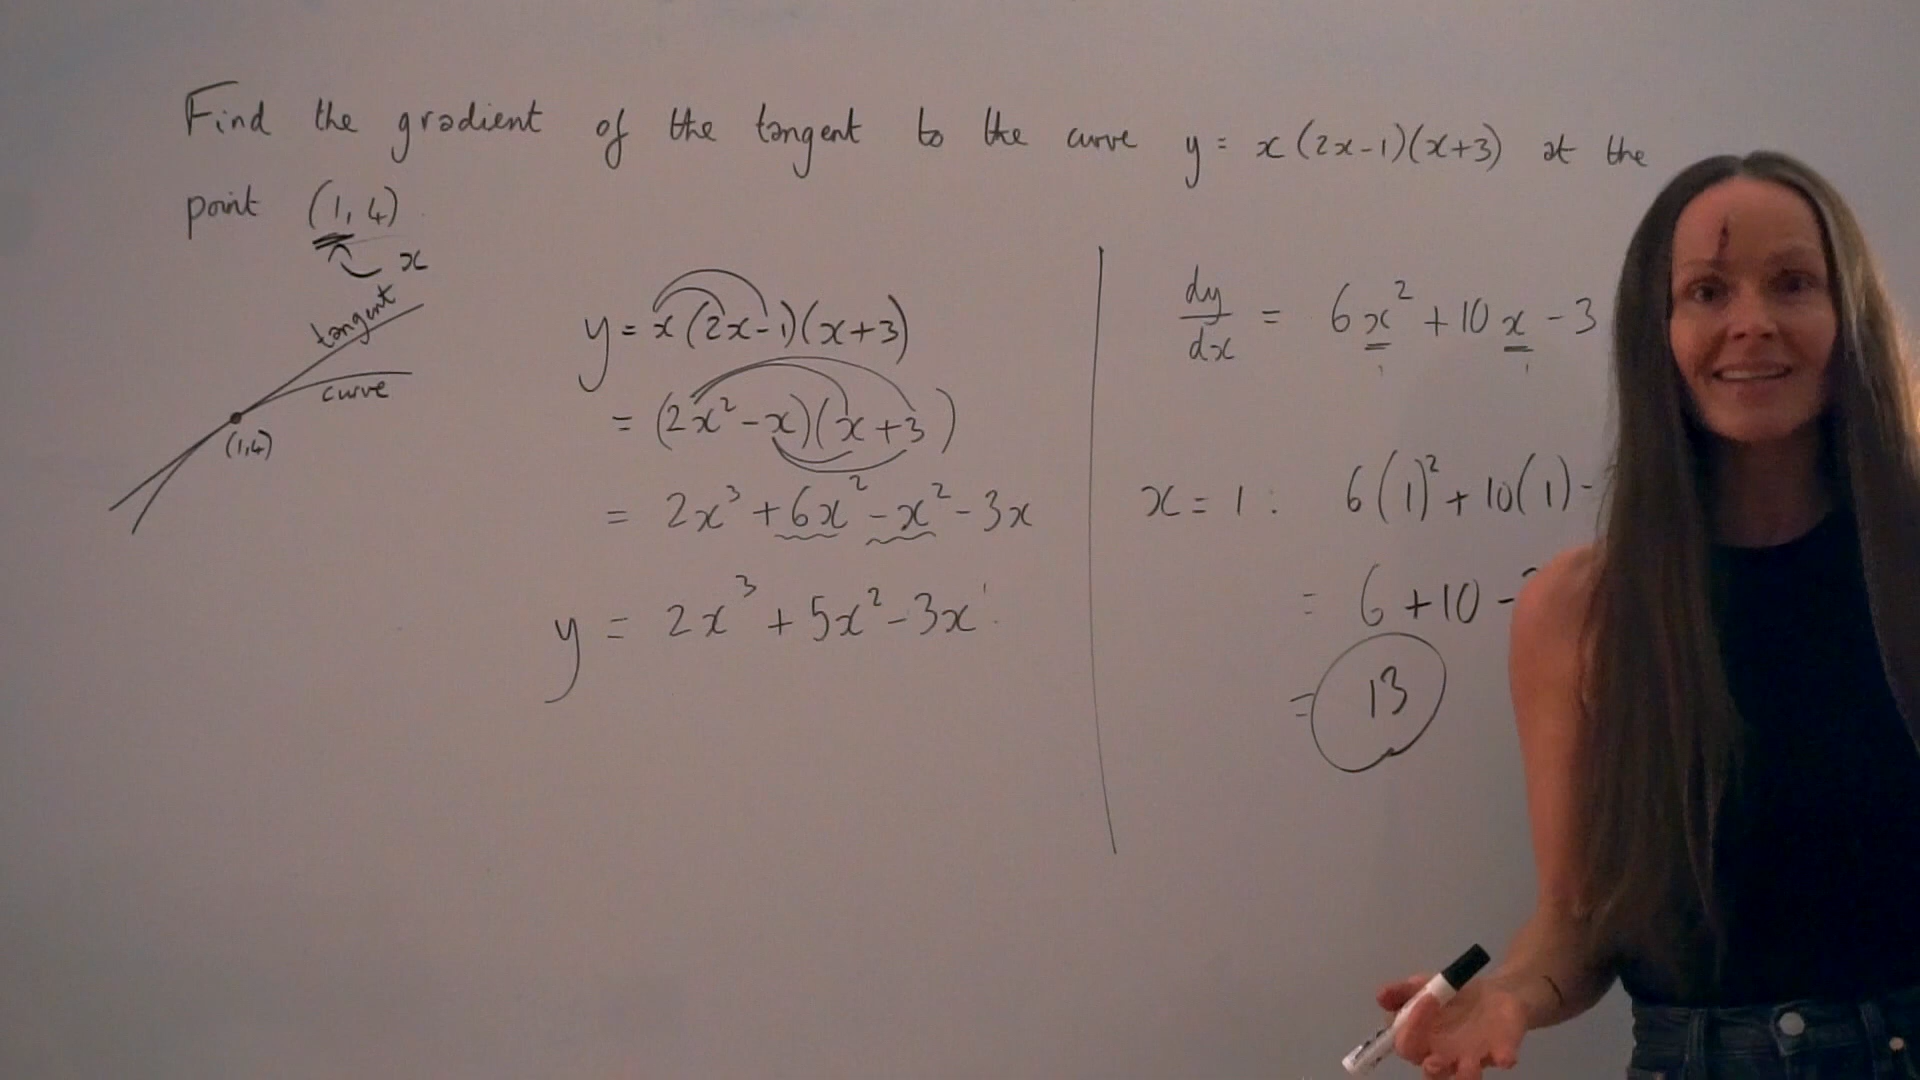 Find the gradient of the tangent to the curve y = x(2x-1)(x+3) at the
point (1, 4)
x
tangent
curve
(1,4)
y = x(2x-1)(x+3)
= (2x²-x)(x+3)
= 2x³+6x²-x²-3x
y = 2x³+5x²-3x
dy/dx = 6x²+10x-3
x = 1: 6(1)²+10(1)-
= 6+10-
= 13